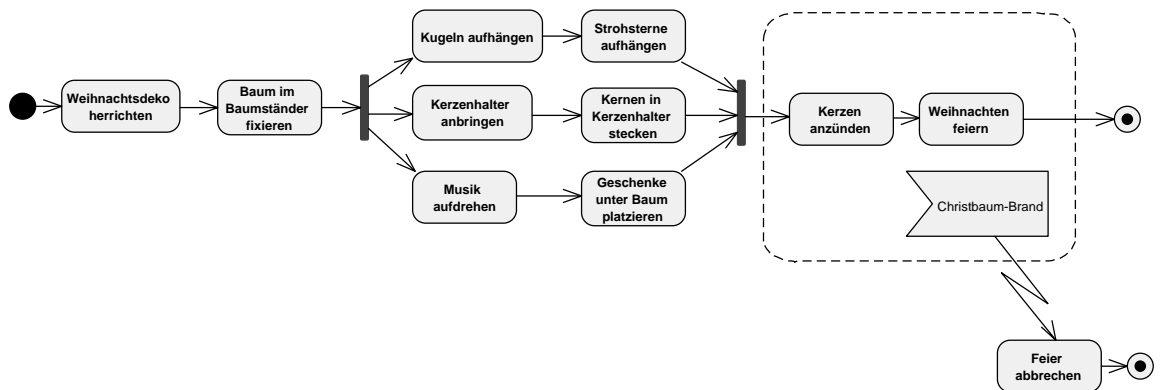 Weihnachtsdeko
herrichten
Baum im
Baumständer
fixieren
Kugeln aufhängen
Strohsterne
aufhängen
Kerzenhalter
anbringen
Kernen in
Kerzenhalter
stecken
Musik
aufdrehen
Geschenke
unter Baum
platzieren
Kerzen
anzünden
Weihnachten
feiern
Christbaum-Brand
Feier
abbrechen